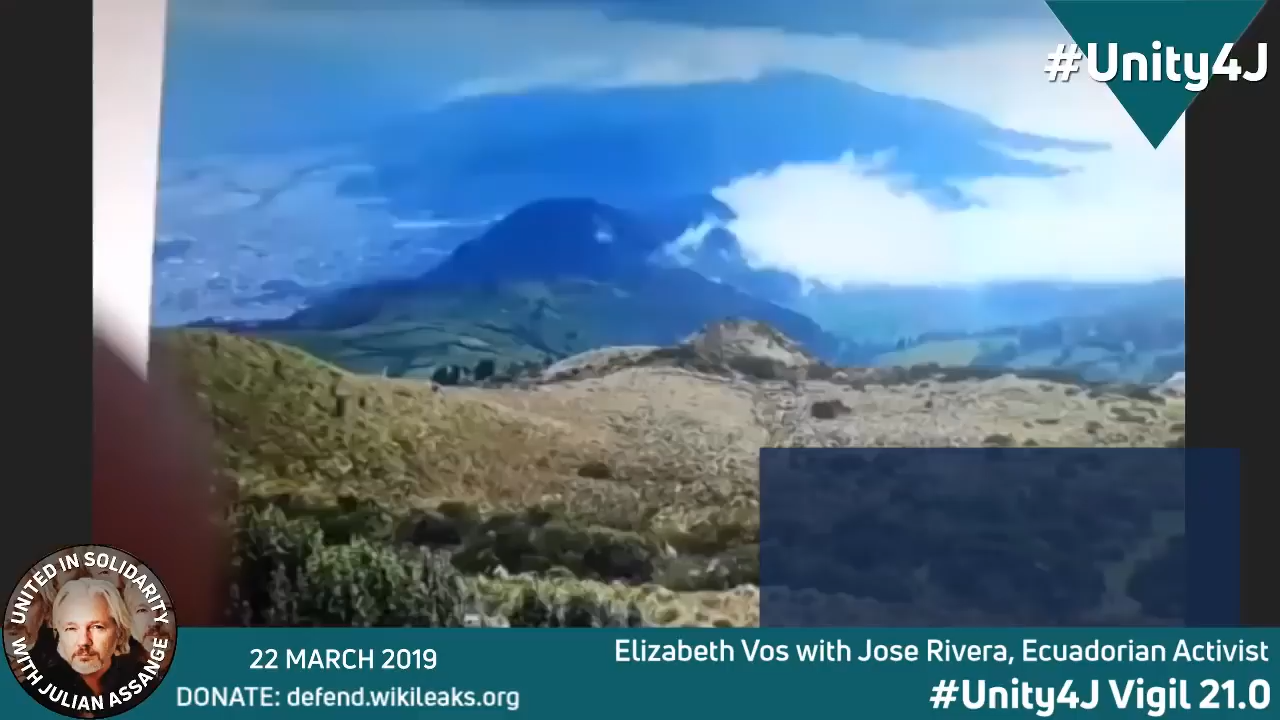 #Unity4J
UNITED IN SOLIDARITY
WITH JULIAN ASSANGE
22 MARCH 2019
DONATE: defend.wikileaks.org
Elizabeth Vos with Jose Rivera, Ecuadorian Activist
#Unity4J Vigil 21.0